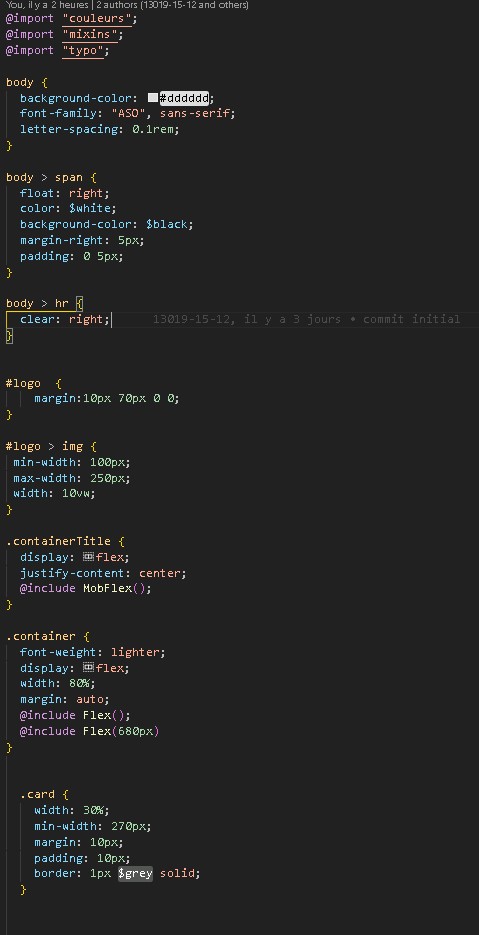 You, il y a 2 heures | 2 authors (13019-15-12 and others)
@import "couleurs";
@import "mixins";
@import "typo";
body {
background-color: #dddddd;
font-family: "ASO", sans-serif;
letter-spacing: 0.1rem;
}
body > span {
float: right;
color: $white;
background-color: $black;
margin-right: 5px;
padding: 0 5px;
}
body > hr {
clear: right; 13019-15-12, il y a 3 jours • commit initial
}
#logo {
margin:10px 70px 0 0;
}
#logo > img {
min-width: 100px;
max-width: 250px;
width: 10vw;
}
.containerTitle {
display: flex;
justify-content: center;
@include MobFlex();
}
.container {
font-weight: lighter;
display: flex;
width: 80%;
margin: auto;
@include Flex();
@include Flex(680px)
}
.card {
width: 30%;
min-width: 270px;
margin: 10px;
padding: 10px;
border: 1px $grey solid;
}